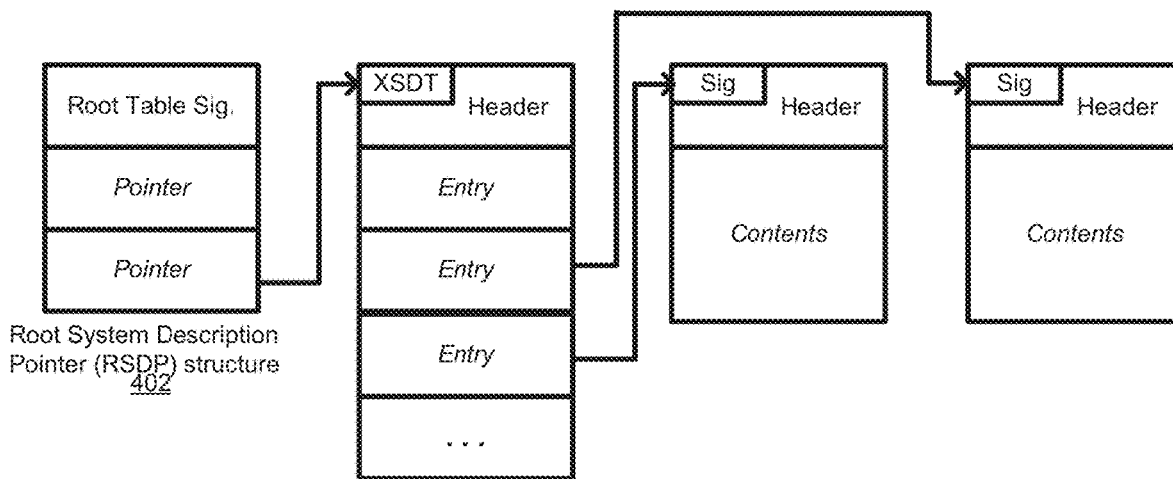 Root Table Sig.
Pointer
Pointer
Root System Description
Pointer (RSDP) structure
402
XSDT
Header
Entry
Entry
Entry
. . .
Sig
Header
Contents
Sig
Header
Contents